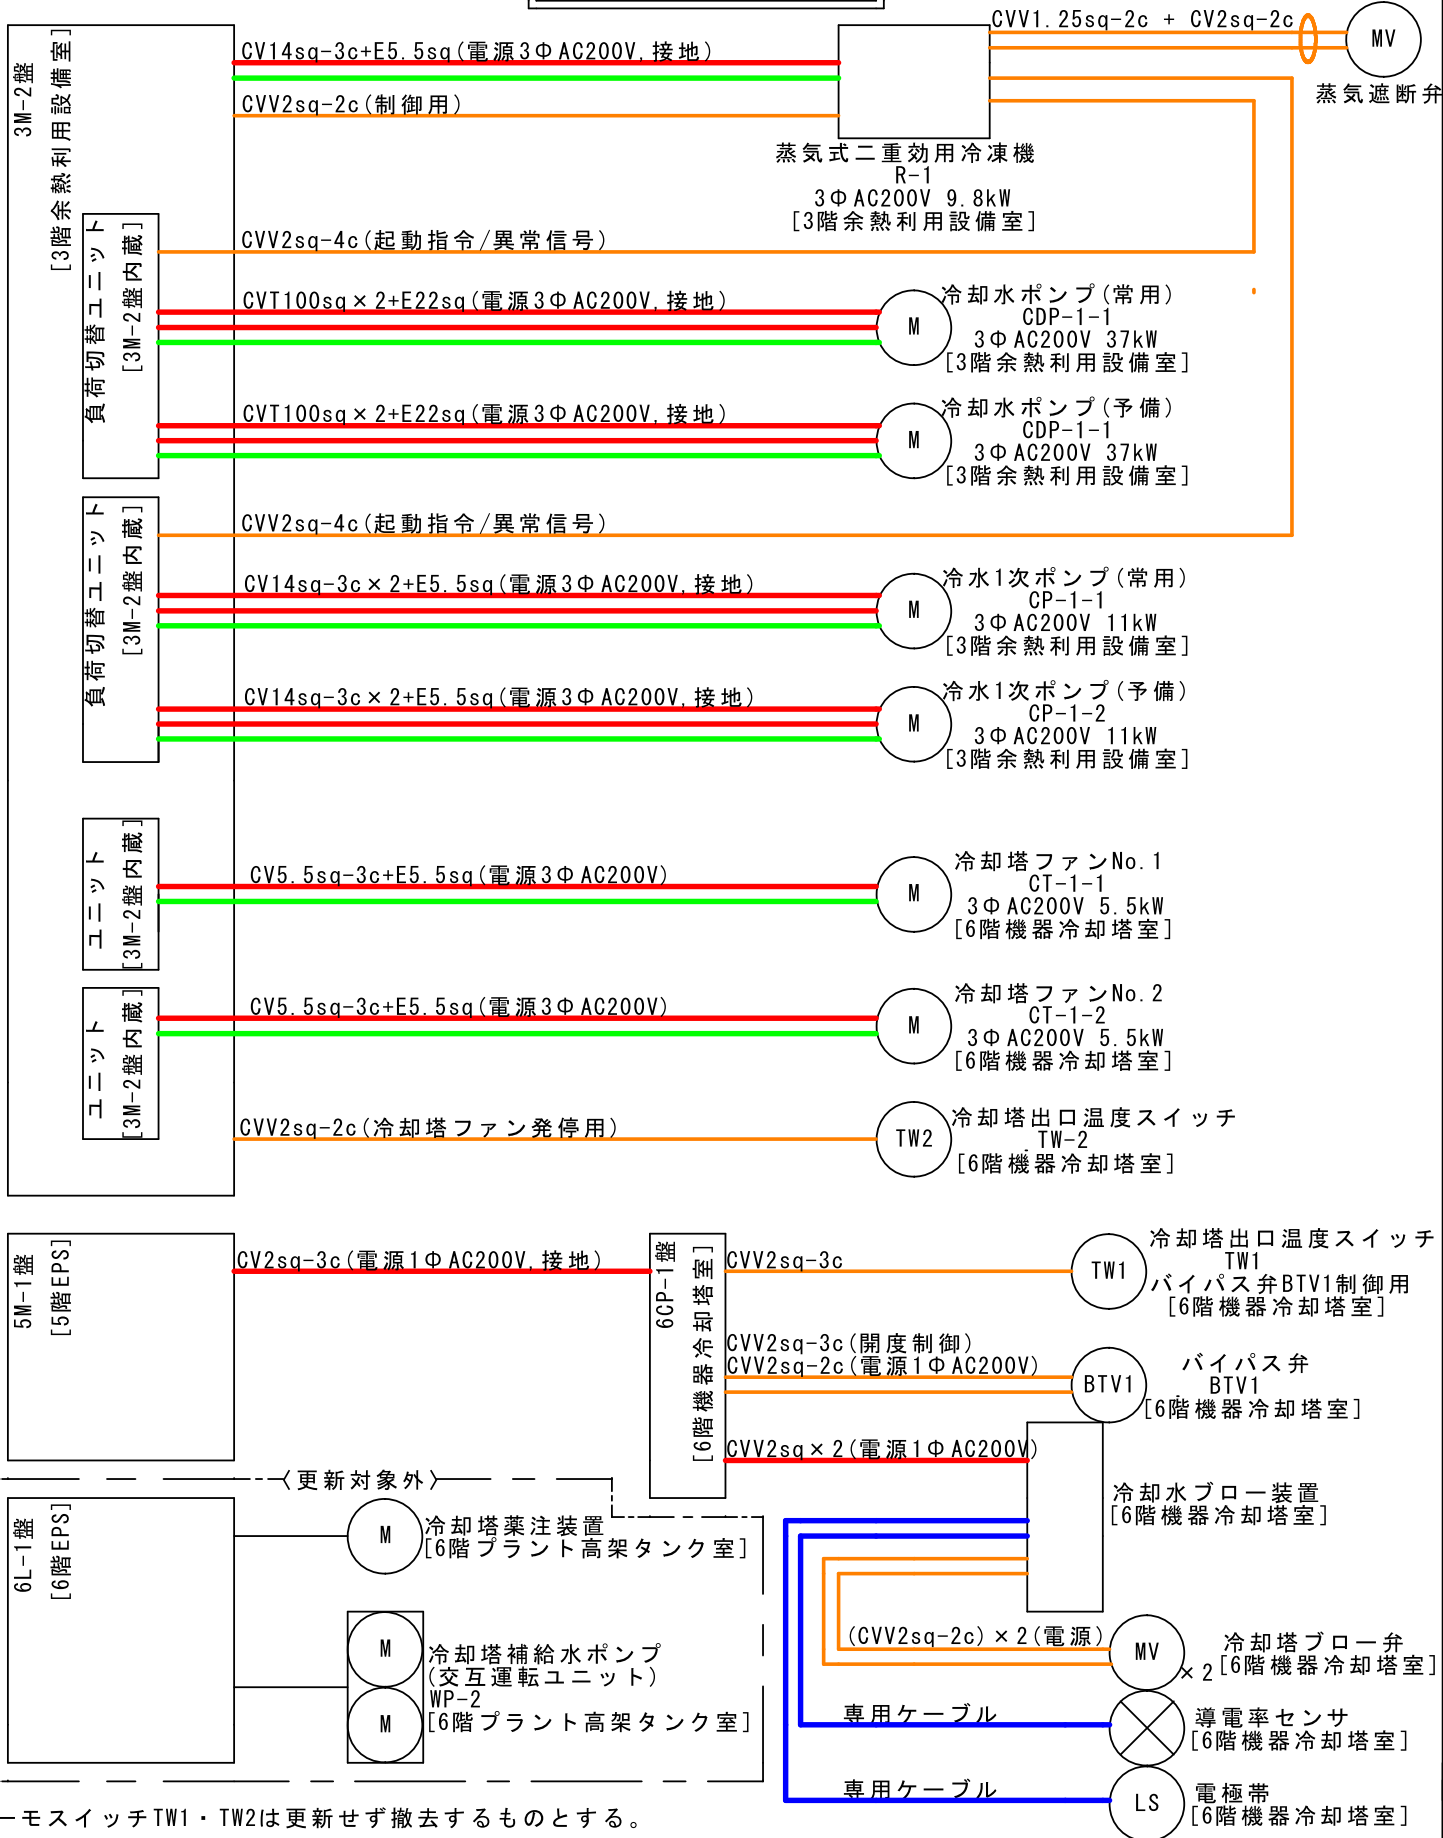 CVV1.25sq-2c + CV2sq-2c
MV
蒸気遮断弁
3M-2盤
[3階余熱利用設備室]
CV14sq-3c+E5.5sq(電源3ΦAC200V,接地)
CVV2sq-2c(制御用)
蒸気式二重効用冷凍機
R-1
3ΦAC200V 9.8kW
[3階余熱利用設備室]
負荷切替ユニット
[3M-2盤内蔵]
CVV2sq-4c(起動指令/異常信号)
CVT100sq×2+E22sq(電源3ΦAC200V,接地)
M
冷却水ポンプ(常用)
CDP-1-1
3ΦAC200V 37kW
[3階余熱利用設備室]
CVT100sq×2+E22sq(電源3ΦAC200V,接地)
M
冷却水ポンプ(予備)
CDP-1-1
3ΦAC200V 37kW
[3階余熱利用設備室]
負荷切替ユニット
[3M-2盤内蔵]
CVV2sq-4c(起動指令/異常信号)
CV14sq-3c×2+E5.5sq(電源3ΦAC200V,接地)
M
冷水1次ポンプ(常用)
CP-1-1
3ΦAC200V 11kW
[3階余熱利用設備室]
CV14sq-3c×2+E5.5sq(電源3ΦAC200V,接地)
M
冷水1次ポンプ(予備)
CP-1-2
3ΦAC200V 11kW
[3階余熱利用設備室]
ユニット
[3M-2盤内蔵]
CV5.5sq-3c+E5.5sq(電源3ΦAC200V)
M
冷却塔ファンNo.1
CT-1-1
3ΦAC200V 5.5kW
[6階機器冷却塔室]
ユニット
[3M-2盤内蔵]
CV5.5sq-3c+E5.5sq(電源3ΦAC200V)
M
冷却塔ファンNo.2
CT-1-2
3ΦAC200V 5.5kW
[6階機器冷却塔室]
CVV2sq-2c(冷却塔ファン発停用)
TW2
冷却塔出口温度スイッチ
TW-2
[6階機器冷却塔室]
5M-1盤
[5階EPS]
CV2sq-3c(電源1ΦAC200V,接地)
6CP-1盤
[6階機器冷却塔室]
CVV2sq-3c
TW1
冷却塔出口温度スイッチ
TW1
バイパス弁BTV1制御用
[6階機器冷却塔室]
CVV2sq-3c(開度制御)
CVV2sq-2c(電源1ΦAC200V)
BTV1
バイパス弁
BTV1
[6階機器冷却塔室]
CVV2sq×2(電源1ΦAC200V)
冷却水ブロー装置
[6階機器冷却塔室]
〈更新対象外〉
6L-1盤
[6階EPS]
M
冷却塔薬注装置
[6階プラント高架タンク室]
M
M
冷却塔補給水ポンプ
(交互運転ユニット)
WP-2
[6階プラント高架タンク室]
(CVV2sq-2c)×2(電源)
MV
×2
冷却塔ブロー弁
[6階機器冷却塔室]
専用ケーブル
導電率センサ
[6階機器冷却塔室]
専用ケーブル
LS
電極帯
[6階機器冷却塔室]
ーモスイッチTW1・TW2は更新せず撤去するものとする。